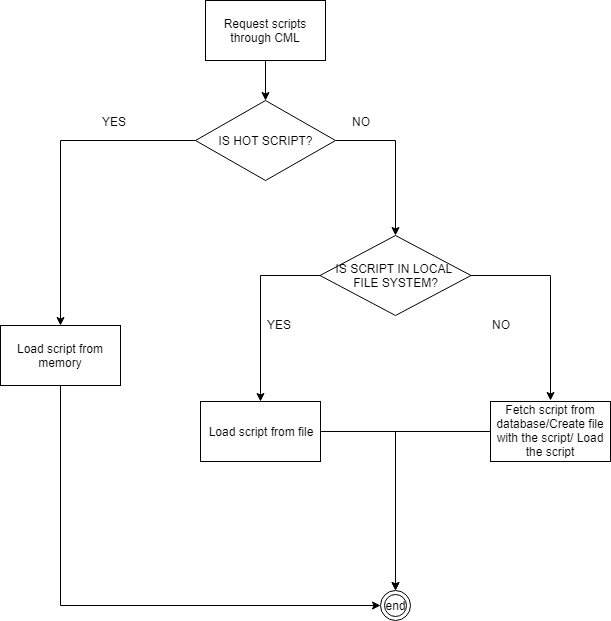 Request scripts
through CML
YES
NO
IS HOT SCRIPT?
IS SCRIPT IN LOCAL
FILE SYSTEM?
YES
NO
Load script from
memory
Load script from file
Fetch script from
database/Create file
with the script/ Load
the script
end